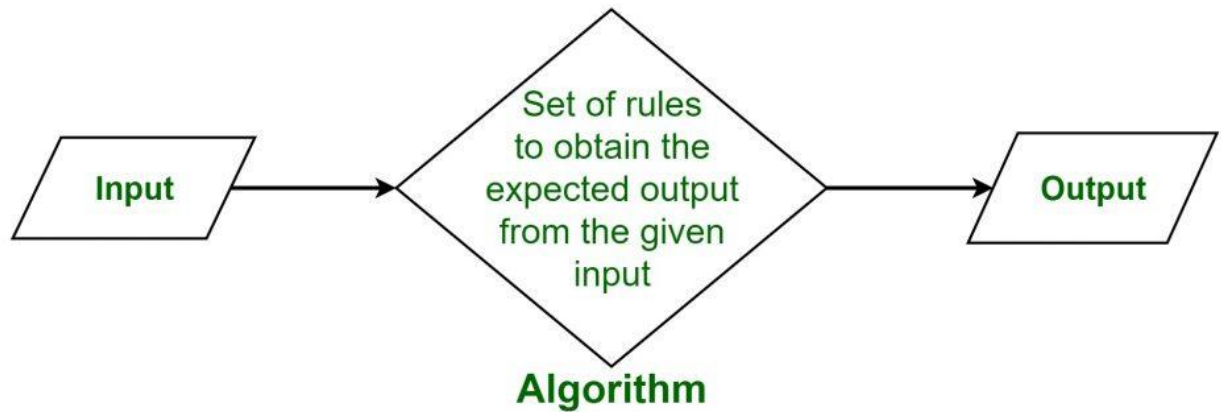 Input
Set of rules
to obtain the
expected output
from the given
input
Output
Algorithm